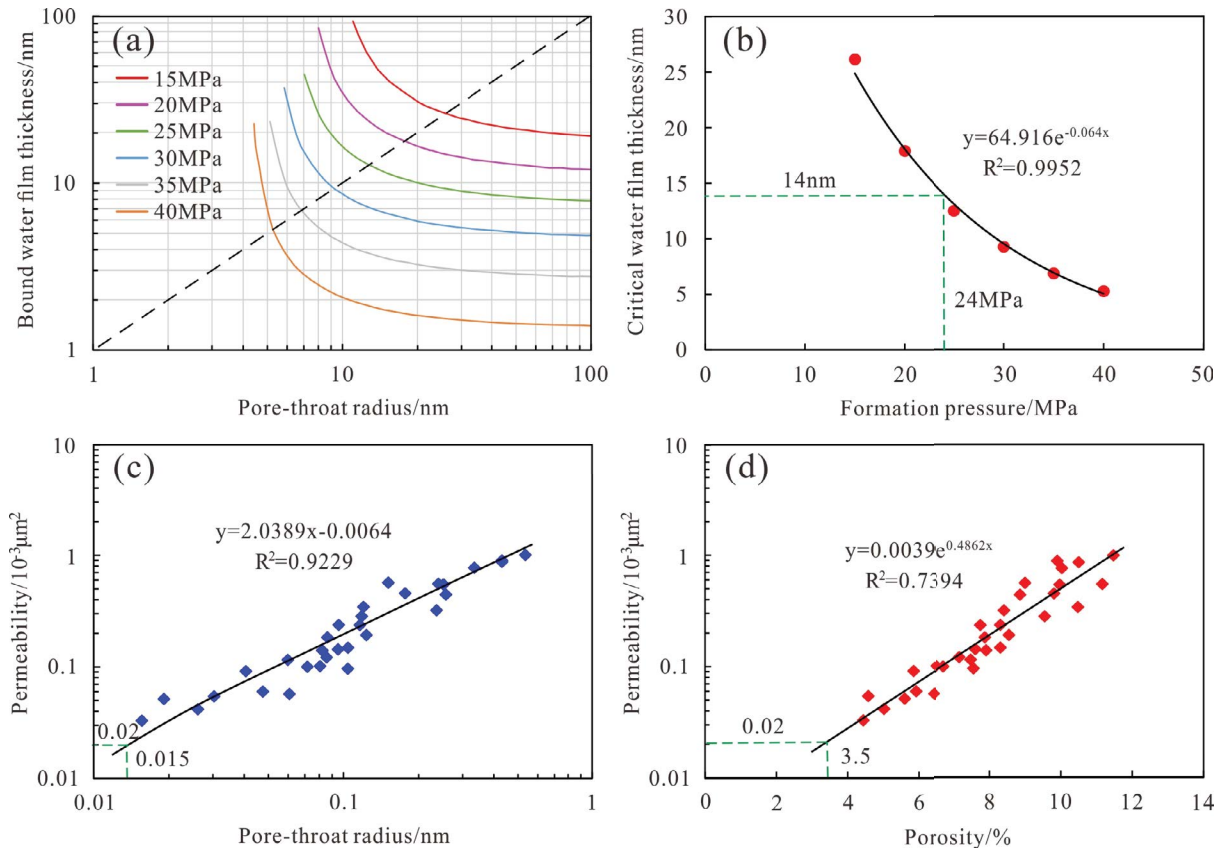 (a)
Bound water film thickness/nm
100
10
1
15MPa
20MPa
25MPa
30MPa
35MPa
40MPa
1
10
100
Pore-throat radius/nm
(b)
Critical water film thickness/nm
30
25
20
15
10
5
0
y=64.916e^-0.064x
R²=0.9952
14nm
24MPa
0
10
20
30
40
50
Formation pressure/MPa
(c)
Permeability/10⁻³μm²
10
1
0.1
0.01
y=2.0389x-0.0064
R²=0.9229
0.02
0.015
0.01
0.1
1
Pore-throat radius/nm
(d)
Permeability/10⁻³μm²
10
1
0.1
0.01
y=0.0039e^0.4862x
R²=0.7394
0.02
3.5
0
2
4
6
8
10
12
14
Porosity/%